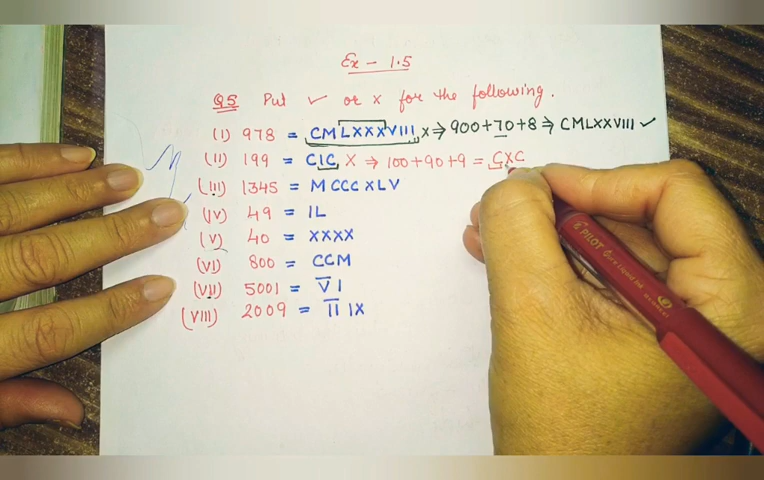 Ex - 1.5
Q5 Put ✓ or x for the following.
(I) 978 = CMLXXXVIII X ⇒ 900+70+8 ⇒ CMLXXVIII ✓
(II) 199 = CIC X ⇒ 100+90+9 = CXC
(III) 1345 = MCCCXLV
(IV) 49 = IL
(V) 40 = XXXX
(VI) 800 = CCM
(VII) 5001 = V̅I
(VIII) 2009 = I̅I̅ IX
PILOT